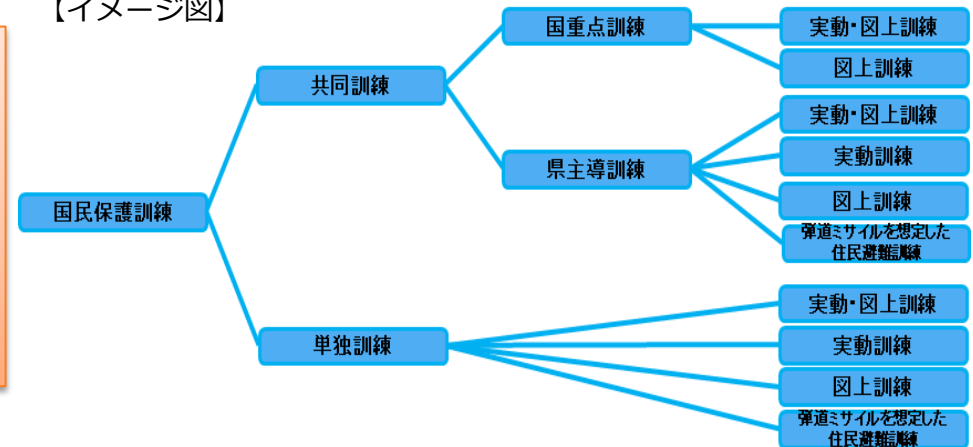 【イメージ図】
国民保護訓練
共同訓練
国重点訓練
実動・図上訓練
図上訓練
県主導訓練
実動・図上訓練
実動訓練
図上訓練
弾道ミサイルを想定した
住民避難訓練
単独訓練
実動・図上訓練
実動訓練
図上訓練
弾道ミサイルを想定した
住民避難訓練